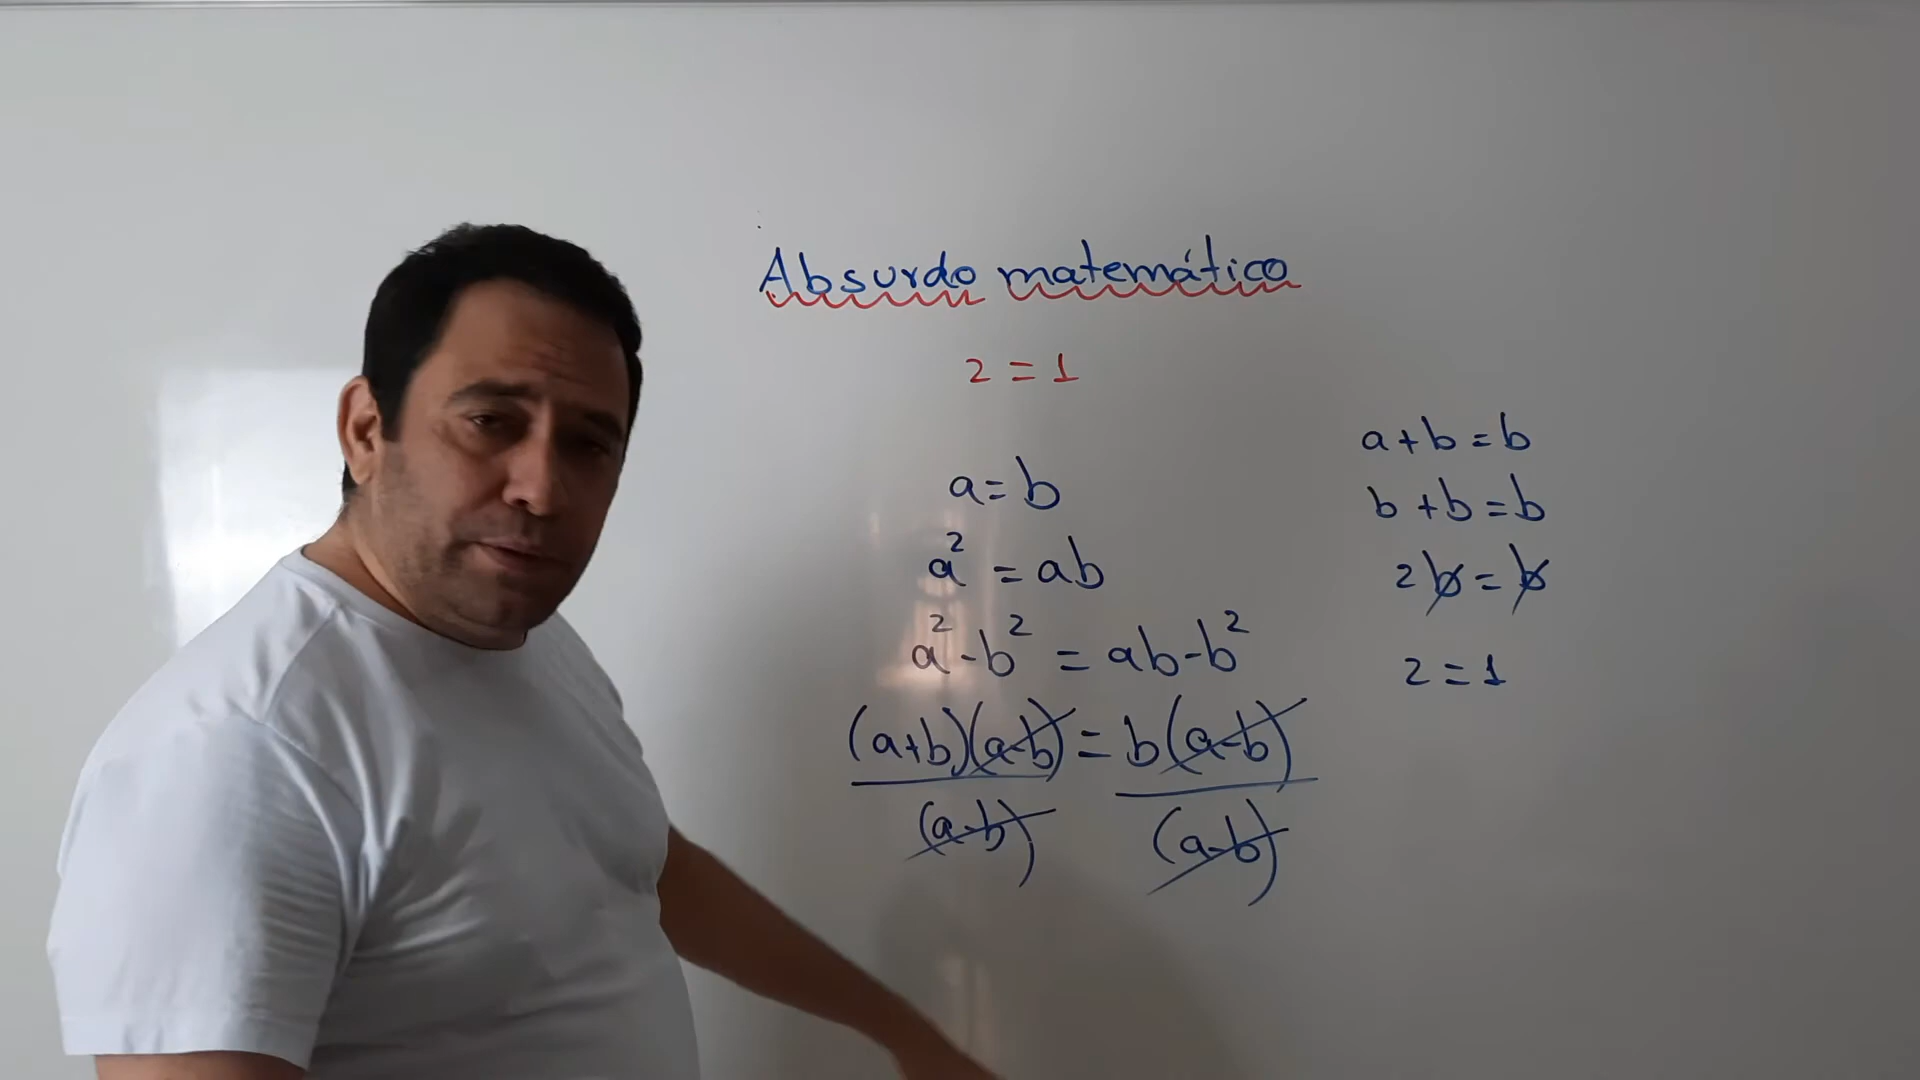 Absurdo matemático
2 = 1
a = b
a² = ab
a² - b² = ab - b²
(a+b)(a-b) = b(a-b)
(a-b) (a-b)
a + b = b
b + b = b
2b = b
2 = 1